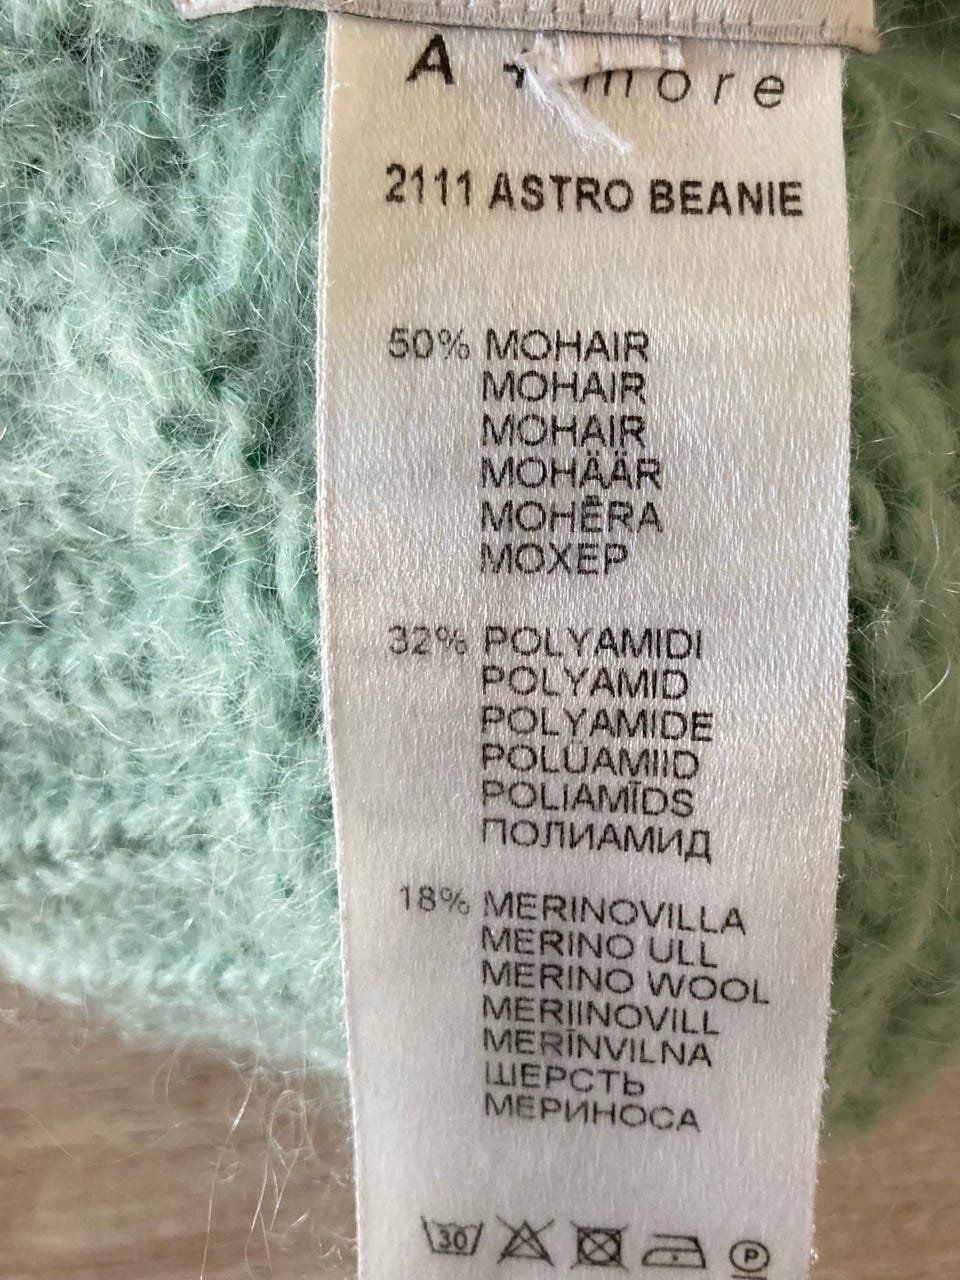 A + more
2111 ASTRO BEANIE
50% MOHAIR
MOHAIR
MOHAIR
MOHÄÄR
MOHĒRA
МОХЕР
32% POLYAMIDI
POLYAMID
POLYAMIDE
POLÜAMIID
POLIAMĪDS
ПОЛИАМИД
18% MERINOVILLA
MERINO ULL
MERINO WOOL
MERIINOVILL
MERĪNVILNA
ШЕРСТЬ
МЕРИНОСА
30 P